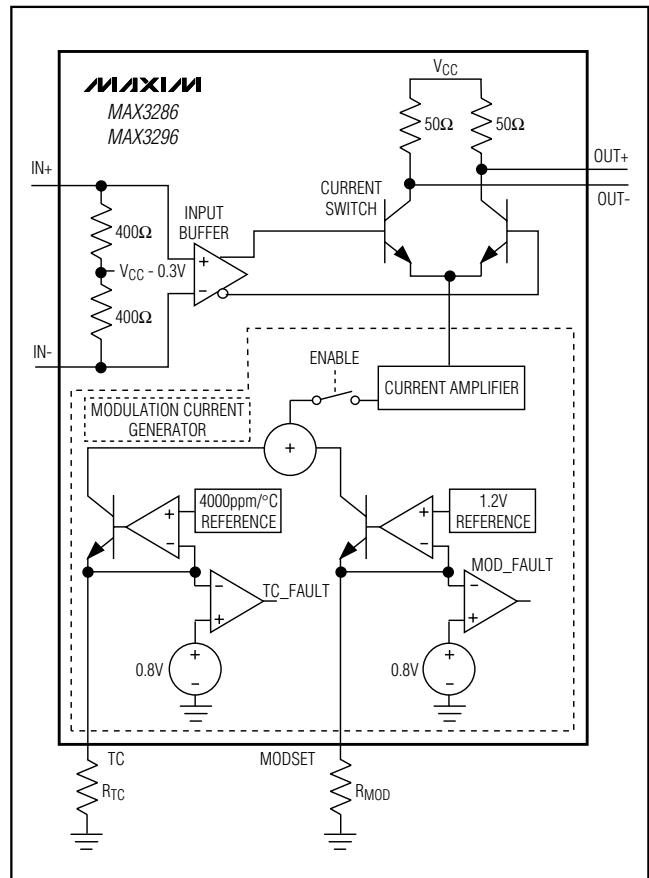 MAXIM
MAX3286
MAX3296
VCC
50Ω
50Ω
IN+
OUT+
OUT-
CURRENT
SWITCH
INPUT
BUFFER
400Ω
VCC - 0.3V
400Ω
+
-
IN-
ENABLE
CURRENT AMPLIFIER
MODULATION CURRENT
GENERATOR
+
4000ppm/°C
REFERENCE
+
-
1.2V
REFERENCE
+
-
TC_FAULT
-
+
MOD_FAULT
-
+
0.8V
+
-
0.8V
+
-
TC
MODSET
RTC
RMOD